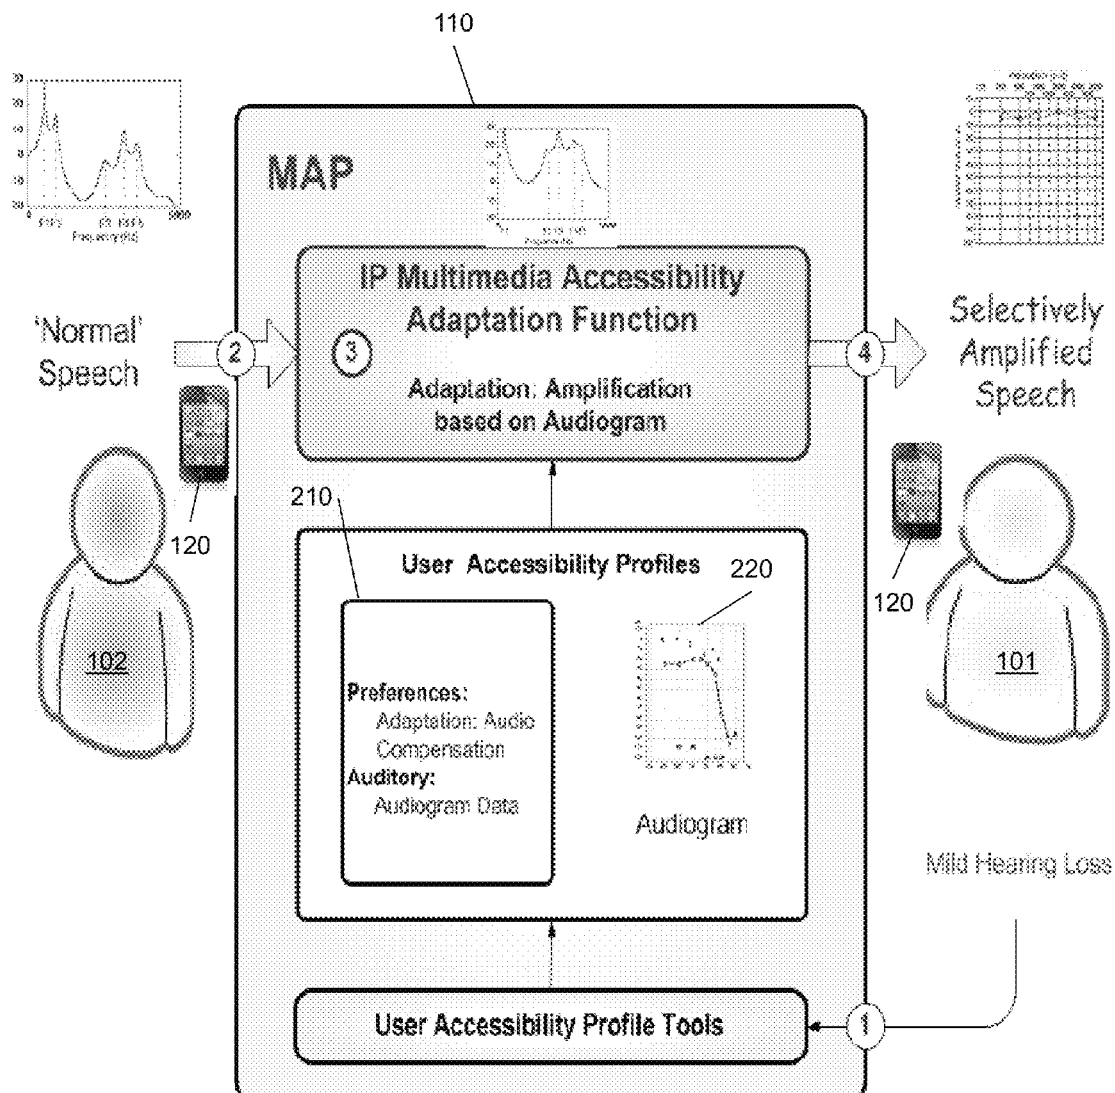 110
MAP
Frequency (Hz)
IP Multimedia Accessibility
Adaptation Function
'Normal'
Speech
2
3
4
Selectively
Amplified
Speech
Adaptation: Amplification
based on Audiogram
210
120
User Accessibility Profiles
220
120
102
101
Preferences:
Adaptation: Audio
Compensation
Auditory:
Audiogram Data
Audiogram
Mild Hearing Loss
User Accessibility Profile Tools
1